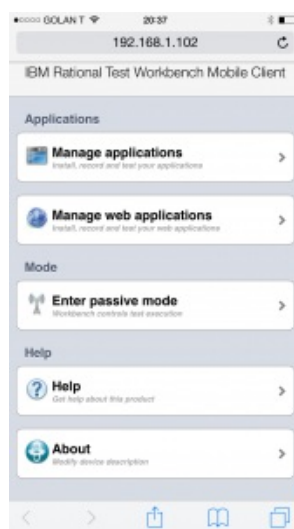 GOLAN T 20:37
192.168.1.102
IBM Rational Test Workbench Mobile Client
Applications
Manage applications
Install, record and test your applications
Manage web applications
Install, record and test your web applications
Mode
Enter passive mode
Workbench controls test execution
Help
Help
Get help about this product
About
Modify device description